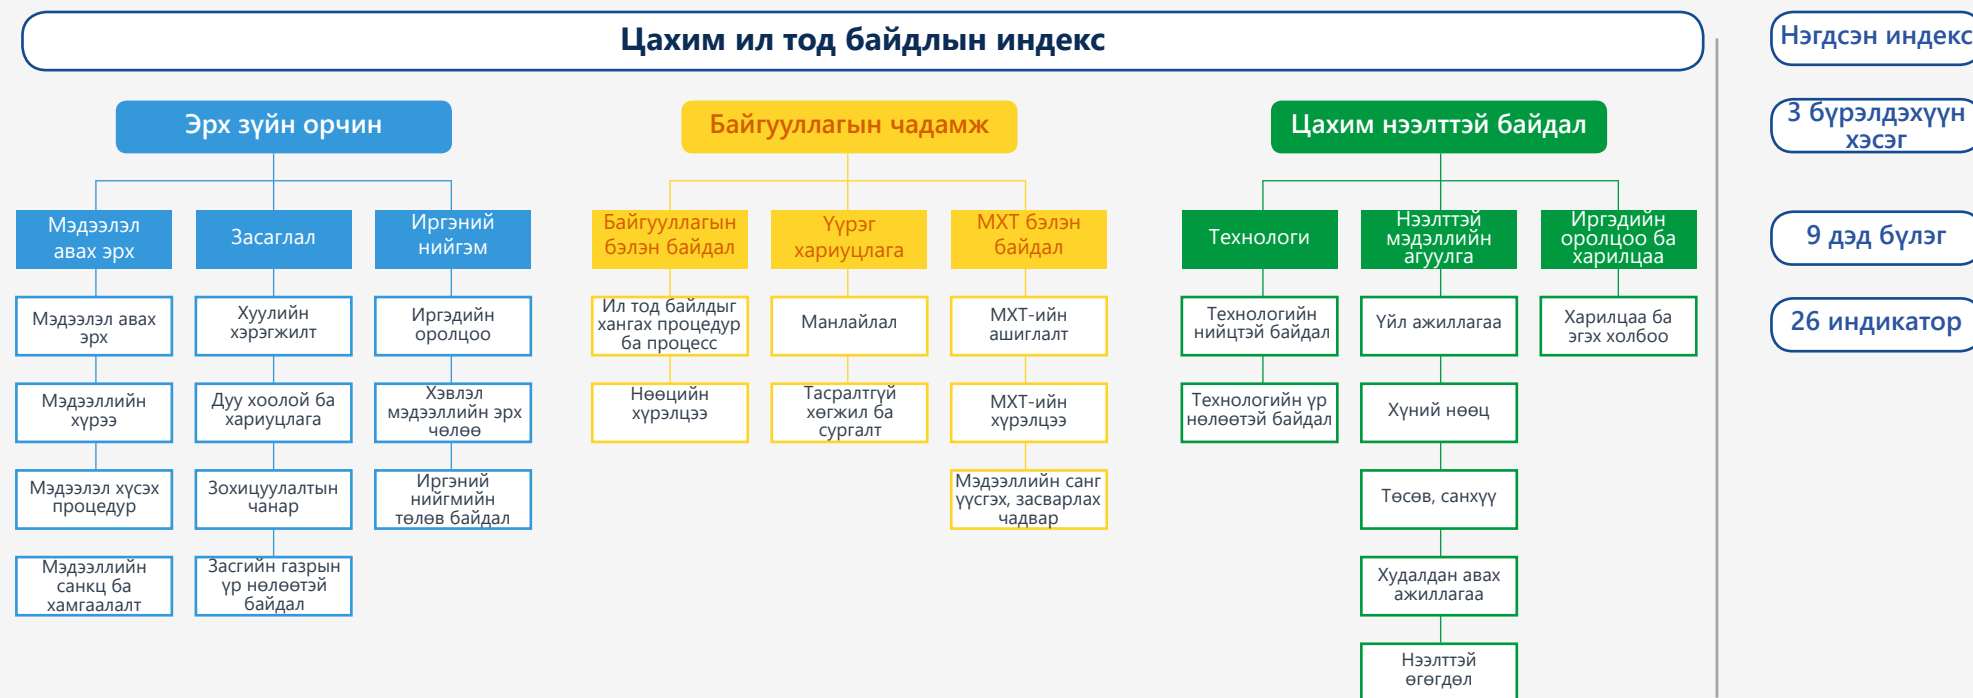 Цахим ил тод байдлын индекс
Нэгдсэн индекс
Эрх зүйн орчин
Байгууллагын чадамж
Цахим нээлттэй байдал
3 бүрэлдэхүүн
хэсэг
Мэдээлэл
авах эрх
Засаглал
Иргэний
нийгэм
Байгууллагын
бэлэн байдал
Үүрэг
хариуцлага
МХТ бэлэн
байдал
Технологи
Нээлттэй
мэдэллийн
агуулга
Иргэдийн
оролцоо ба
харилцаа
9 дэд бүлэг
Мэдээлэл авах
эрх
Хуулийн
хэрэгжилт
Иргэдийн
оролцоо
Ил тод байлдыг
хангах процедур
ба процесс
Манлайлал
МХТ-ийн
ашиглалт
Технологийн
нийцтэй байдал
Үйл ажиллагаа
Харилцаа ба
эгэх холбоо
26 индикатор
Мэдээллийн
хүрээ
Дуу хоолой ба
хариуцлага
Хэвлэл
мэдээллийн эрх
чөлөө
Нөөцийн
хүрэлцээ
Тасралтгүй
хөгжил ба
сургалт
МХТ-ийн
хүрэлцээ
Технологийн үр
нөлөөтэй байдал
Хүний нөөц
Мэдээлэл хүсэх
процедур
Зохицуулалтын
чанар
Иргэний
нийгмийн
төлөв байдал
Мэдээллийн санг
үүсгэх, засварлах
чадвар
Төсөв, санхүү
Мэдээллийн
санкц ба
хамгаалалт
Засгийн газрын
үр нөлөөтэй
байдал
Худалдан авах
ажиллагаа
Нээлттэй
өгөгдөл